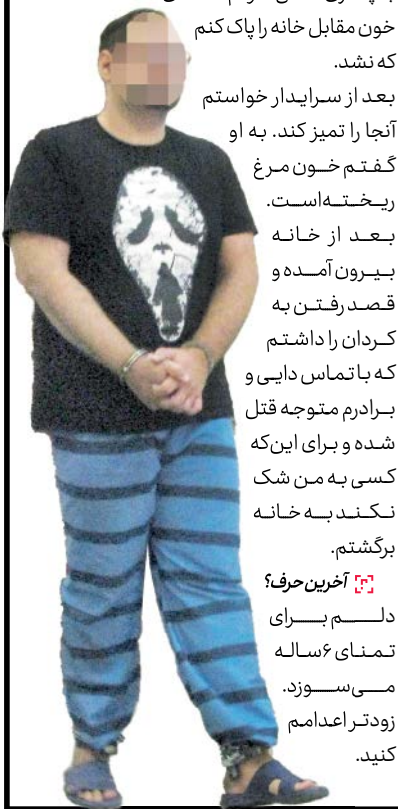 خون مقابل خانه را پاک کنم
که نشد.
بعد از سرایدار خواستم
آنجا را تمیز کند. به او
گفتم خون مرغ
ریخته‌است.
بعد از خانه
بیرون آمده و
قصد رفتن به
کردان را داشتم
که با تماس دایی و
برادرم متوجه قتل
شده و برای این‌که
کسی به من شک
نکند به خانه
برگشتم.
آخرین حرف؟
دلم برای
تمنای ۶ساله
می‌سوزد.
زودتر اعدامم
کنید.